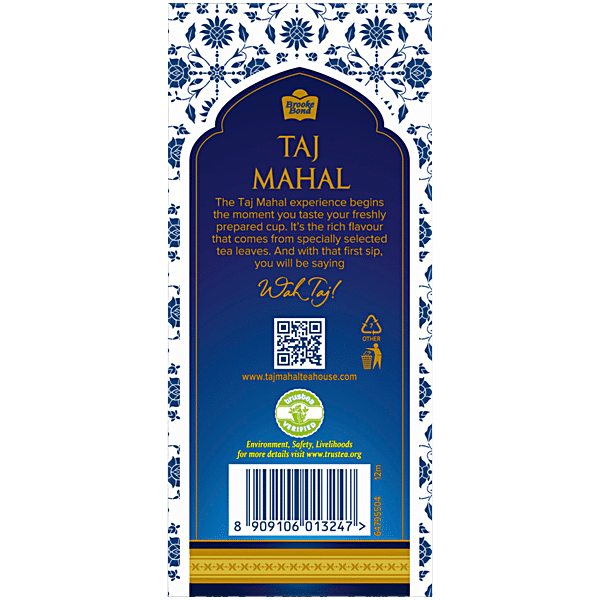 Brooke
Bond
TAJ
MAHAL
The Taj Mahal experience begins
the moment you taste your freshly
prepared cup. It's the rich flavour
that comes from specially selected
tea leaves. And with that first sip,
you will be saying
Wah Taj!
7
OTHER
www.tajmahalteahouse.com
trustea
VERIFIED
Environment, Safety, Livelihoods
for more details visit www.trustea.org
8 909106 013247 >
64795504 12m